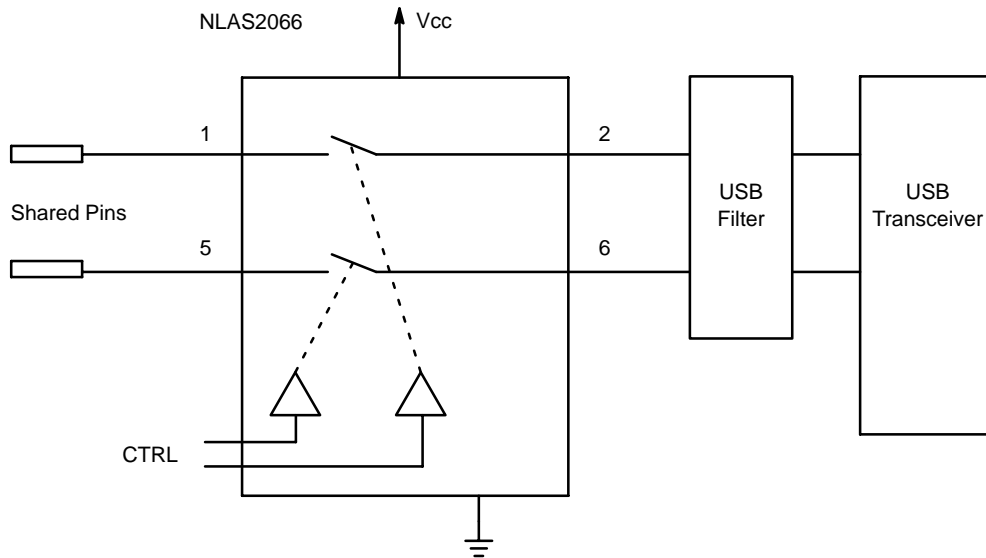 NLAS2066
Vcc
1
2
Shared Pins
5
6
USB
Filter
USB
Transceiver
CTRL